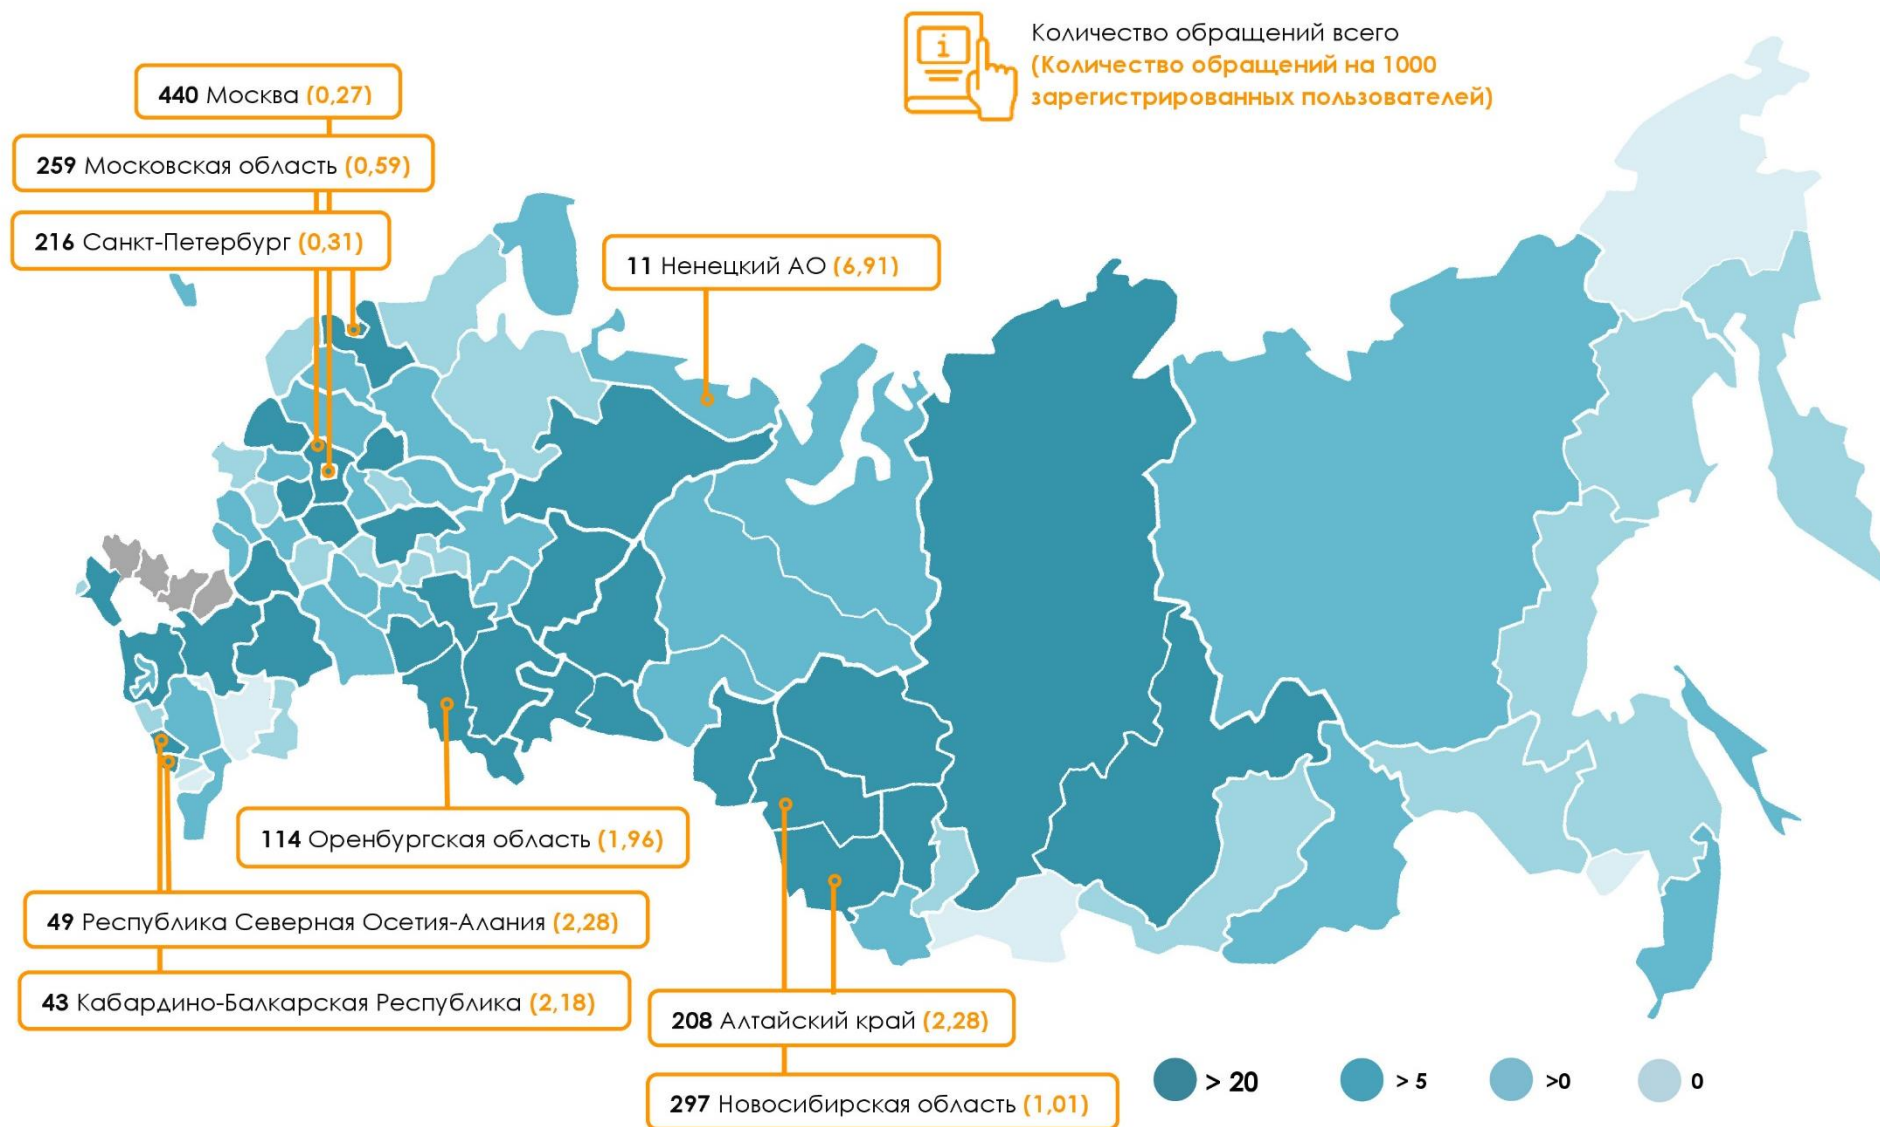 Количество обращений всего
(Количество обращений на 1000
зарегистрированных пользователей)
440 Москва (0,27)
259 Московская область (0,59)
216 Санкт-Петербург (0,31)
11 Ненецкий АО (6,91)
114 Оренбургская область (1,96)
49 Республика Северная Осетия-Алания (2,28)
43 Кабардино-Балкарская Республика (2,18)
208 Алтайский край (2,28)
297 Новосибирская область (1,01)
> 20
> 5
>0
0